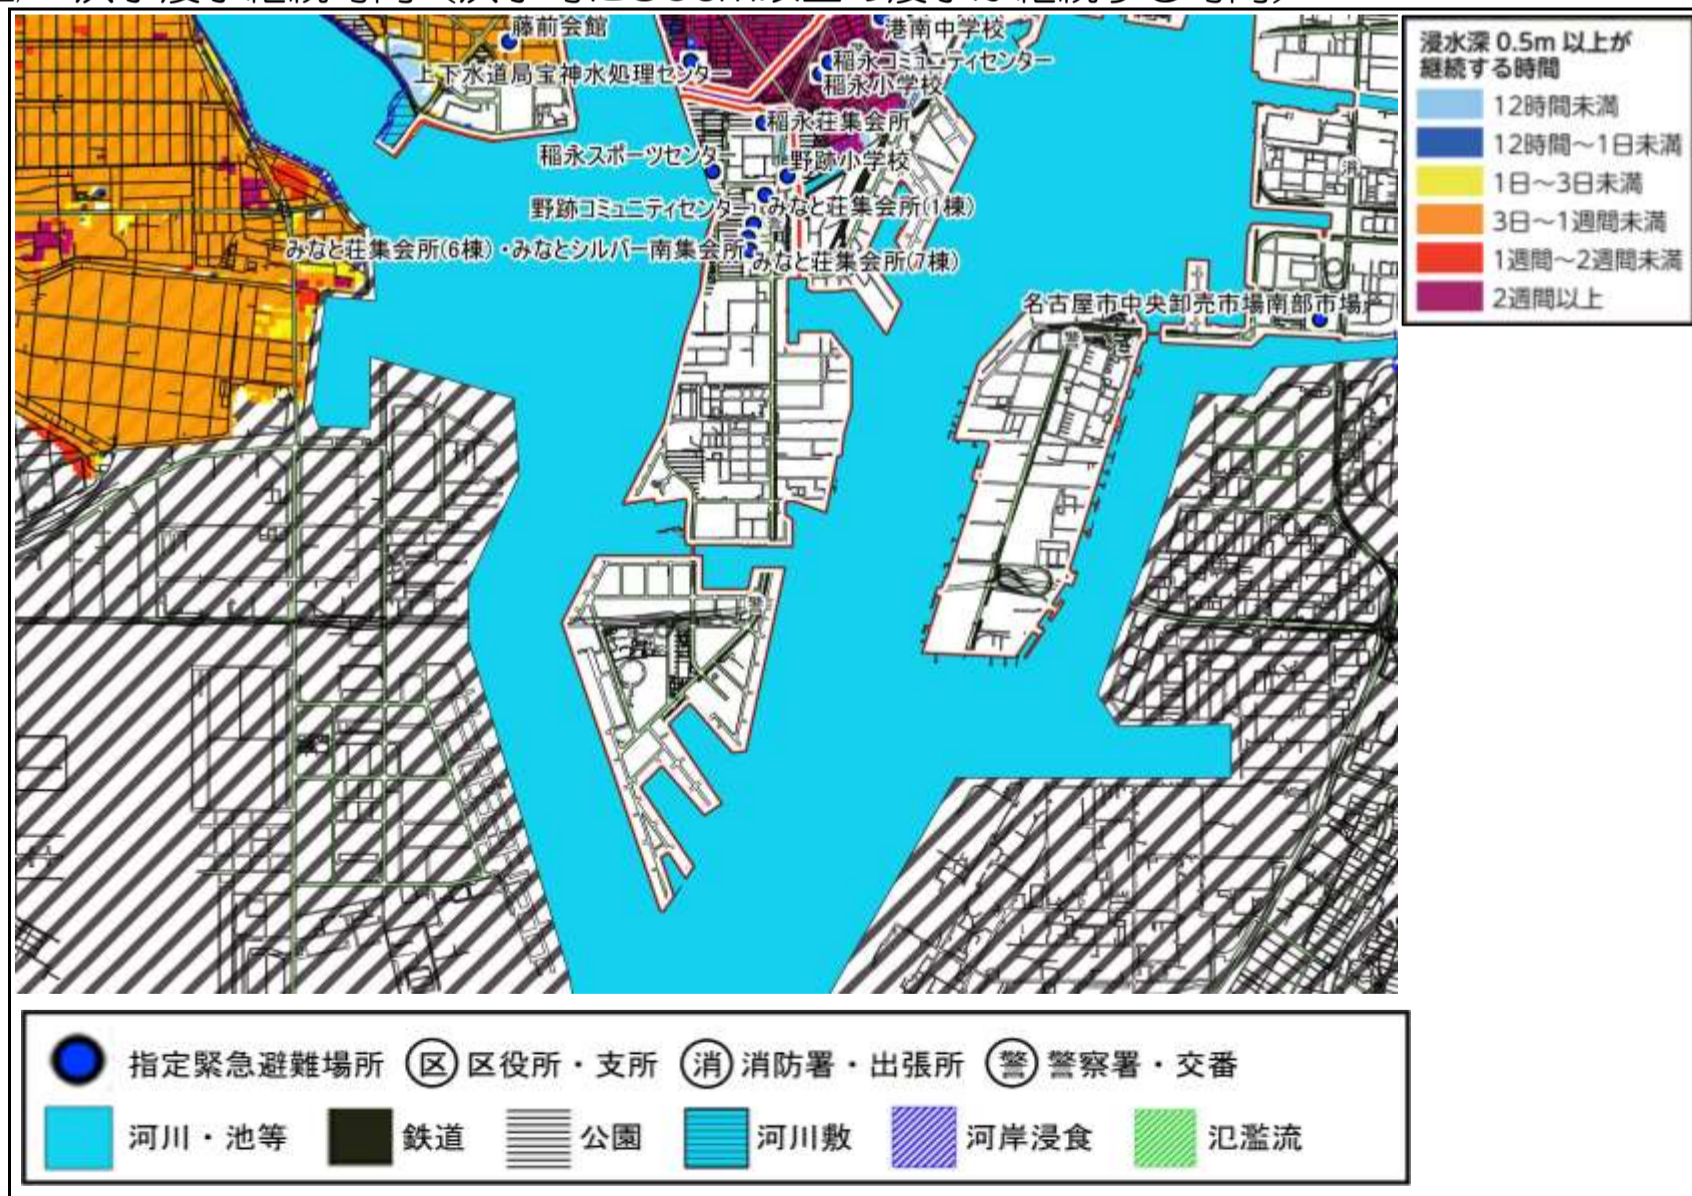 藤前会館
港南中学校
上下水道局宝神水処理センター
稲永コミュニティセンター
稲永小学校
稲永荘集会所
稲永スポーツセンター
野跡小学校
野跡コミュニティセンター
みなと荘集会所(1棟)
みなと荘集会所(6棟)・みなとシルバー南集会所
みなと荘集会所(7棟)
名古屋市中央卸売市場南部市場
消
警
警
浸水深 0.5m 以上が
継続する時間
12時間未満
12時間～1日未満
1日～3日未満
3日～1週間未満
1週間～2週間未満
2週間以上
指定緊急避難場所 区 区役所・支所 消 消防署・出張所 警 警察署・交番
河川・池等 鉄道 公園 河川敷 河岸浸食 氾濫流